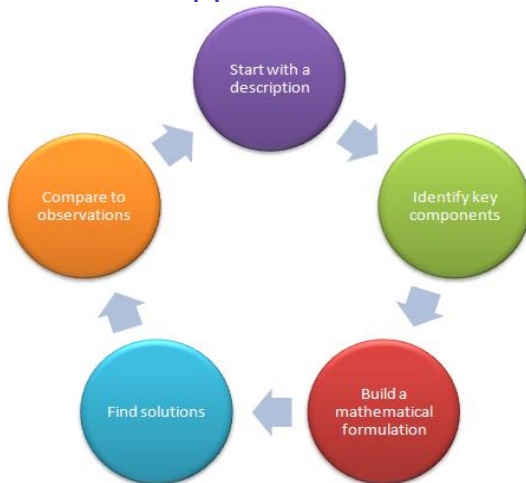 Start with a
description
Identify key
components
Build a
mathematical
formulation
Find solutions
Compare to
observations